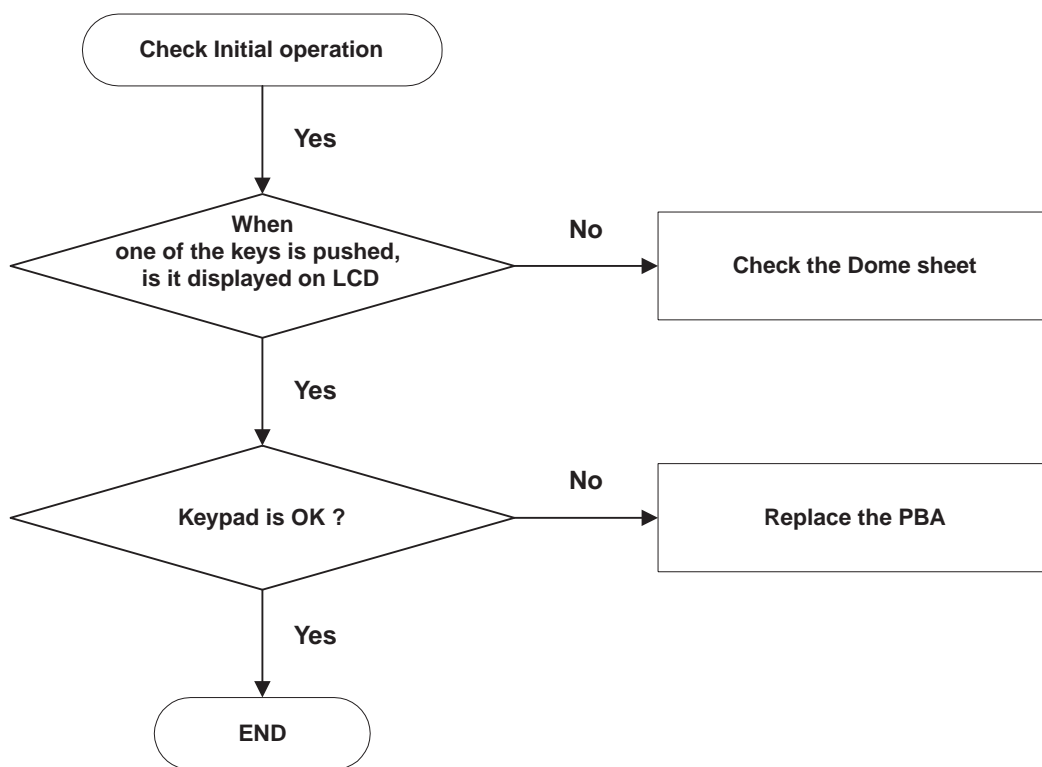 Check Initial operation
Yes
When
one of the keys is pushed,
is it displayed on LCD
No
Check the Dome sheet
Yes
Keypad is OK ?
No
Replace the PBA
Yes
END